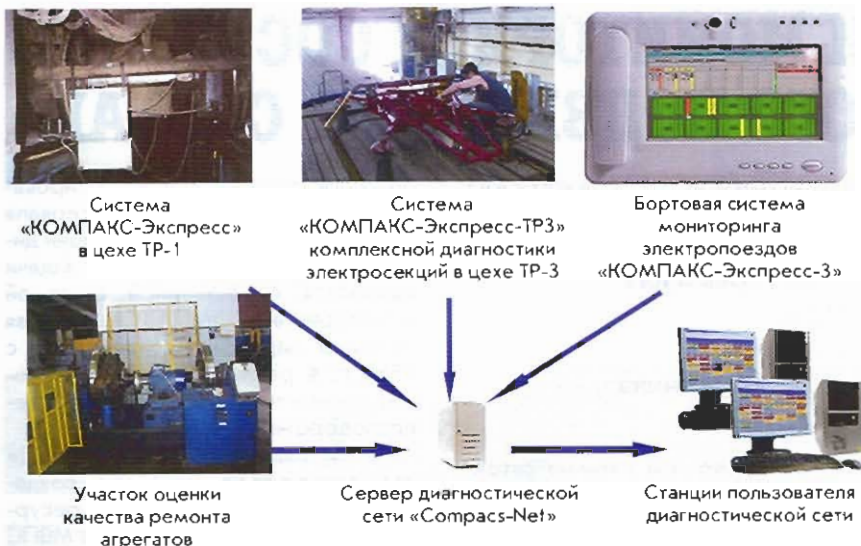 Система
«КОМПАКС-Экспресс»
в цехе ТР-1
Система
«КОМПАКС-Экспресс-ТР3»
комплексной диагностики
электросекций в цехе ТР-3
Бортовая система
мониторинга
электропоездов
«КОМПАКС-Экспресс-3»
Участок оценки
качества ремонта
агрегатов
Сервер диагностической
сети «Compacs-Net»
Станции пользователя
диагностической сети